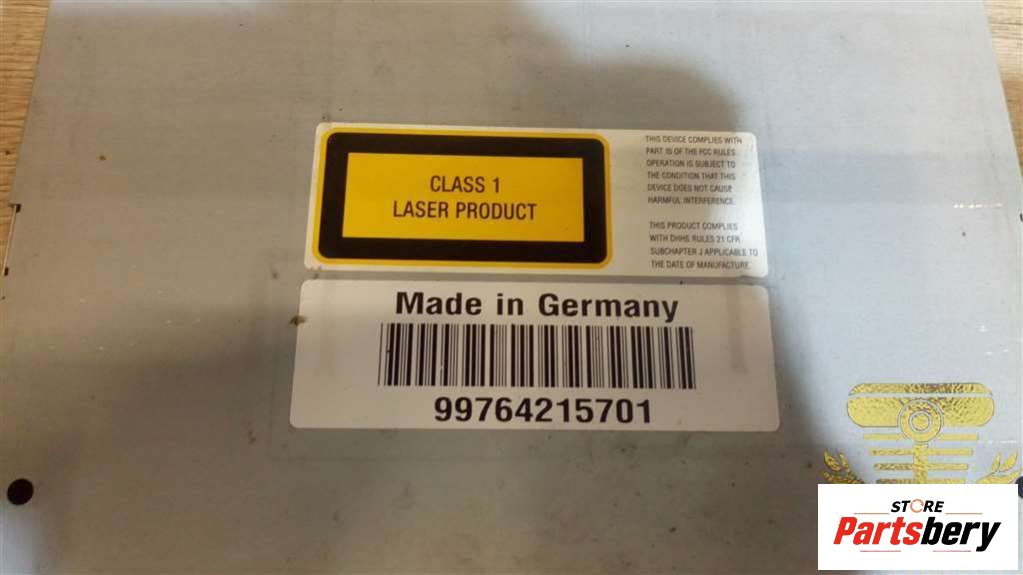 CLASS 1
LASER PRODUCT
THIS DEVICE COMPLIES WITH
PART 15 OF THE FCC RULES.
OPERATION IS SUBJECT TO
THE CONDITION THAT THIS
DEVICE DOES NOT CAUSE
HARMFUL INTERFERENCE.
THIS PRODUCT COMPLIES
WITH DHHS RULES 21 CFR
SUBCHAPTER J APPLICABLE TO
THE DATE OF MANUFACTURE.
Made in Germany
99764215701
STORE
Partsbery